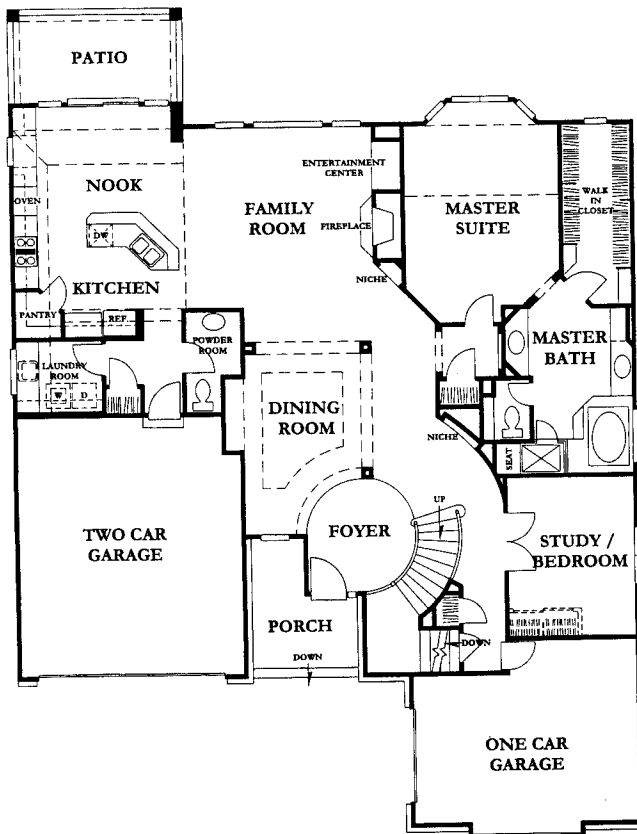 PATIO
NOOK
OVEN
DW
KITCHEN
PANTRY
REF.
ENTERTAINMENT
CENTER
FAMILY
ROOM
FIREPLACE
NICHE
MASTER
SUITE
WALK
IN
CLOSET
POWDER
ROOM
MASTER
BATH
LAUNDRY
ROOM
W
D
DINING
ROOM
NICHE
SEAT
UP
TWO CAR
GARAGE
FOYER
STUDY /
BEDROOM
PORCH
DOWN
DOWN
ONE CAR
GARAGE